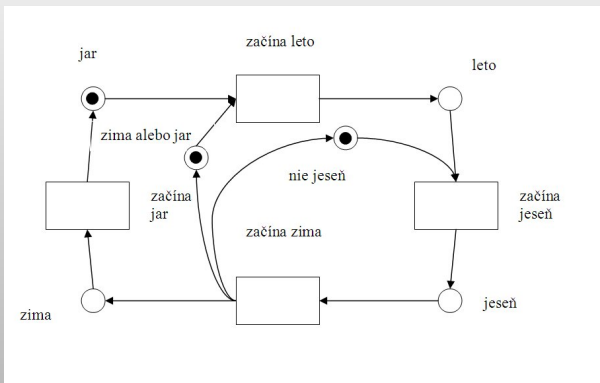 začína leto
jar
leto
zima alebo jar
nie jeseň
začína
jar
začína
jeseň
začína zima
zima
jeseň